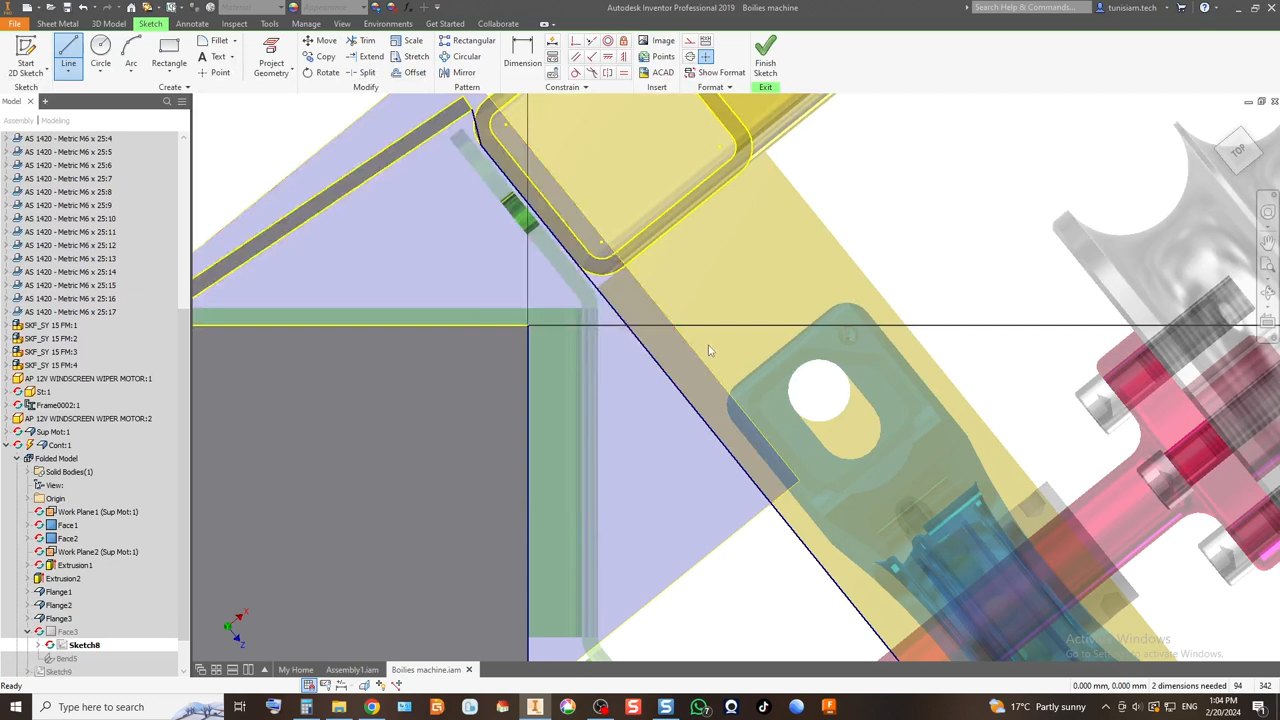 Material
Appearance
Autodesk Inventor Professional 2019   Boilies machine
Search Help & Commands...
tunisiam.tech
File Sheet Metal 3D Model Sketch Annotate Inspect Tools Manage View Environments Get Started Collaborate
Start
2D Sketch
Line
Circle
Arc
Rectangle
Fillet
Text
Point
Project
Geometry
Move
Copy
Rotate
Trim
Extend
Split
Scale
Stretch
Offset
Rectangular
Circular
Mirror
Dimension
Image
Points
ACAD
Show Format
Finish
Sketch
Sketch
Create
Modify
Pattern
Constrain
Insert
Format
Exit
Model
Assembly | Modeling
AS 1420 - Metric M6 x 25:4
AS 1420 - Metric M6 x 25:5
AS 1420 - Metric M6 x 25:6
AS 1420 - Metric M6 x 25:7
AS 1420 - Metric M6 x 25:8
AS 1420 - Metric M6 x 25:9
AS 1420 - Metric M6 x 25:10
AS 1420 - Metric M6 x 25:11
AS 1420 - Metric M6 x 25:12
AS 1420 - Metric M6 x 25:13
AS 1420 - Metric M6 x 25:14
AS 1420 - Metric M6 x 25:15
AS 1420 - Metric M6 x 25:16
AS 1420 - Metric M6 x 25:17
SKF_SY 15 FM:1
SKF_SY 15 FM:2
SKF_SY 15 FM:3
SKF_SY 15 FM:4
AP 12V WINDSCREEN WIPER MOTOR:1
St:1
Frame0002:1
AP 12V WINDSCREEN WIPER MOTOR:2
Sup Mot:1
Cont:1
Folded Model
Solid Bodies(1)
View:
Origin
Work Plane1 (Sup Mot:1)
Face1
Face2
Work Plane2 (Sup Mot:1)
Extrusion1
Extrusion2
Flange1
Flange2
Flange3
Face3
Sketch8
Bend5
Sketch9
TOP
X
Y
Z
Activate Windows
Go to Settings to activate Windows.
My Home
Assembly1.iam
Boilies machine.iam
Ready
0.000 mm, 0.000 mm
2 dimensions needed
94
342
Type here to search
17°C Partly sunny
1:04 PM
2/20/2024